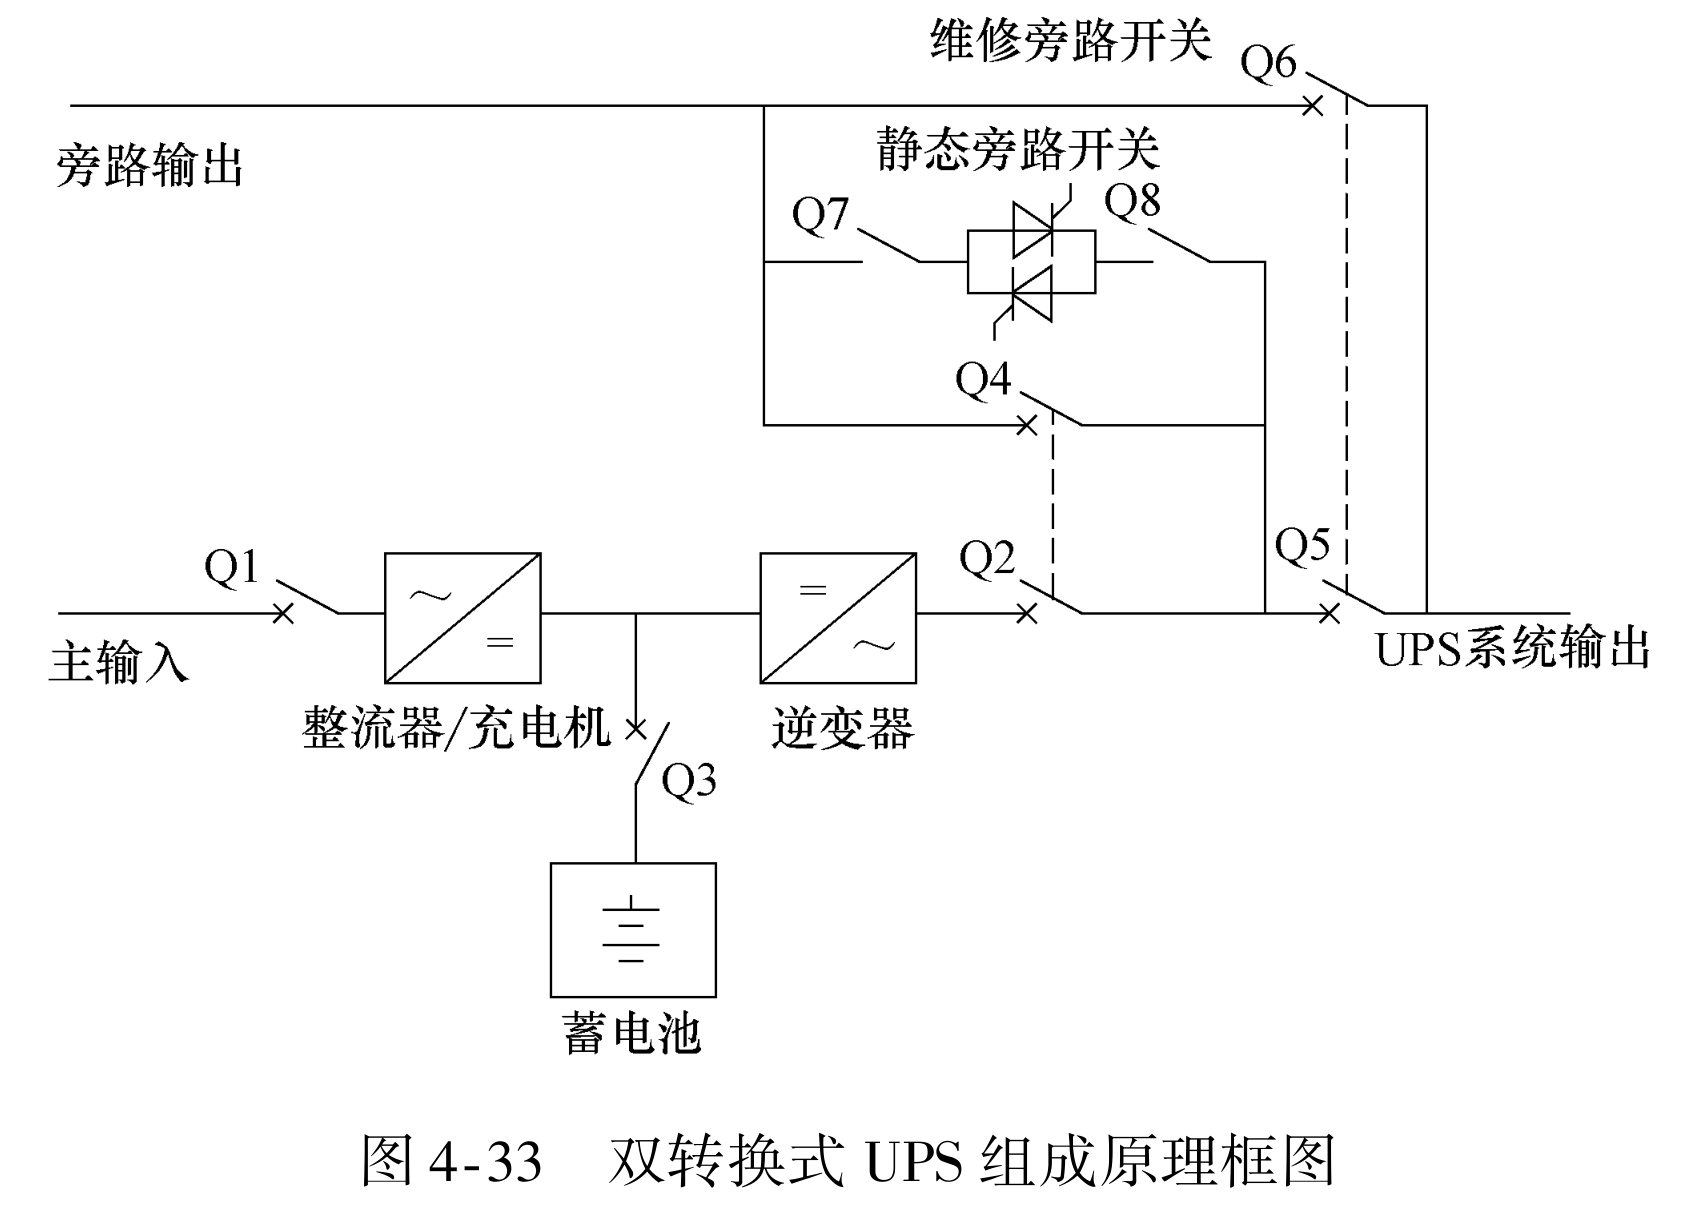 维修旁路开关
Q6
旁路输出
静态旁路开关
Q7
Q8
Q4
Q1
～
=
=
～
Q2
Q5
主输入
UPS系统输出
整流器/充电机
逆变器
Q3
蓄电池
图 4-33 双转换式 UPS 组成原理框图